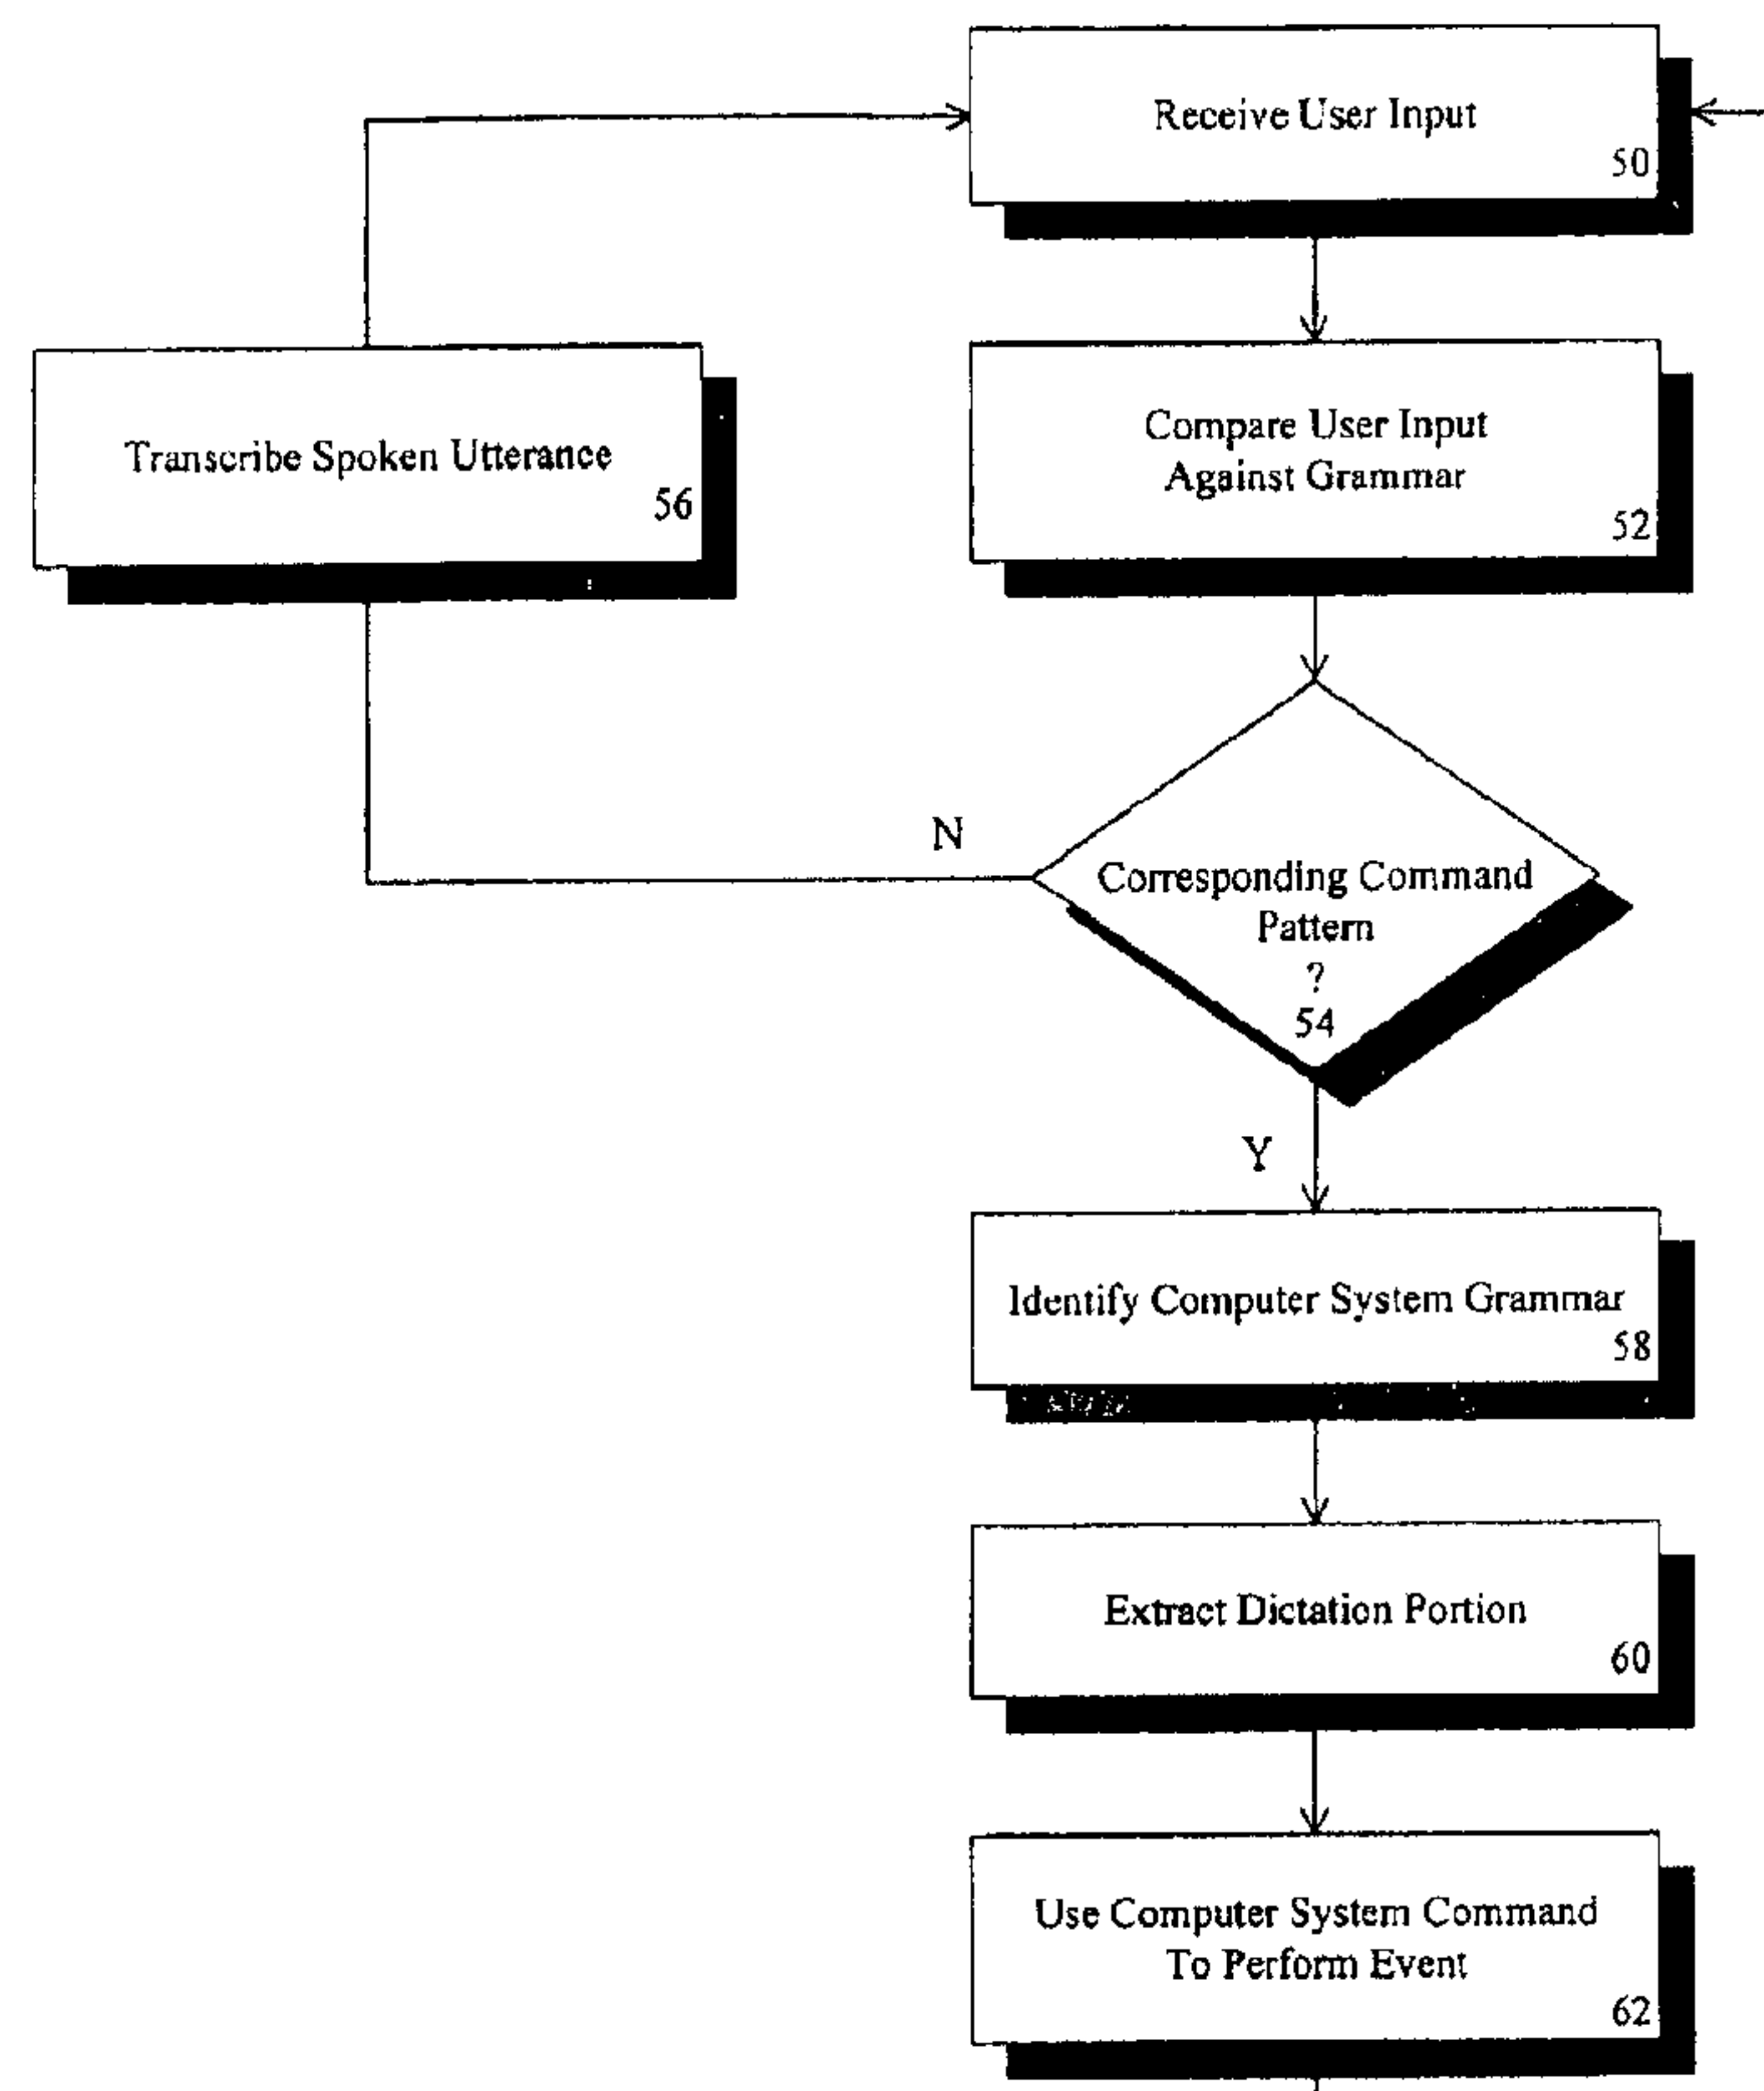 Receive User Input
50
Transcribe Spoken Utterance
56
Compare User Input
Against Grammar
52
N
Corresponding Command
Pattern
?
54
Y
Identify Computer System Grammar
58
Extract Dictation Portion
60
Use Computer System Command
To Perform Event
62